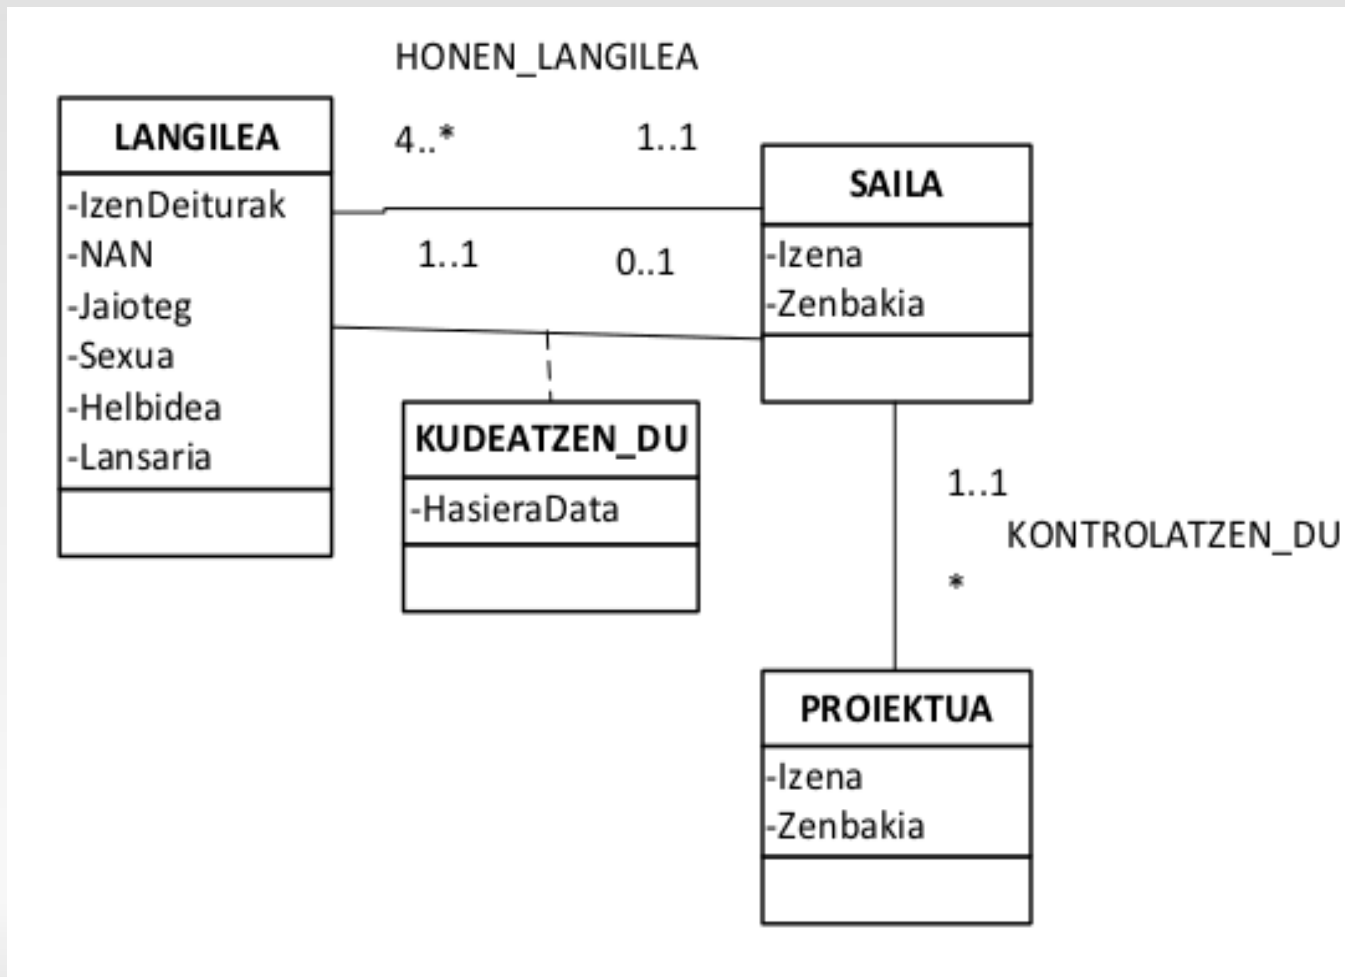 HONEN_LANGILEA
LANGILEA
4..*
1..1
-IzenDeiturak
-NAN
-Jaioteg
-Sexua
-Helbidea
-Lansaria
1..1
0..1
SAILA
-Izena
-Zenbakia
KUDEATZEN_DU
-HasieraData
1..1
KONTROLATZEN_DU
*
PROIEKTUA
-Izena
-Zenbakia